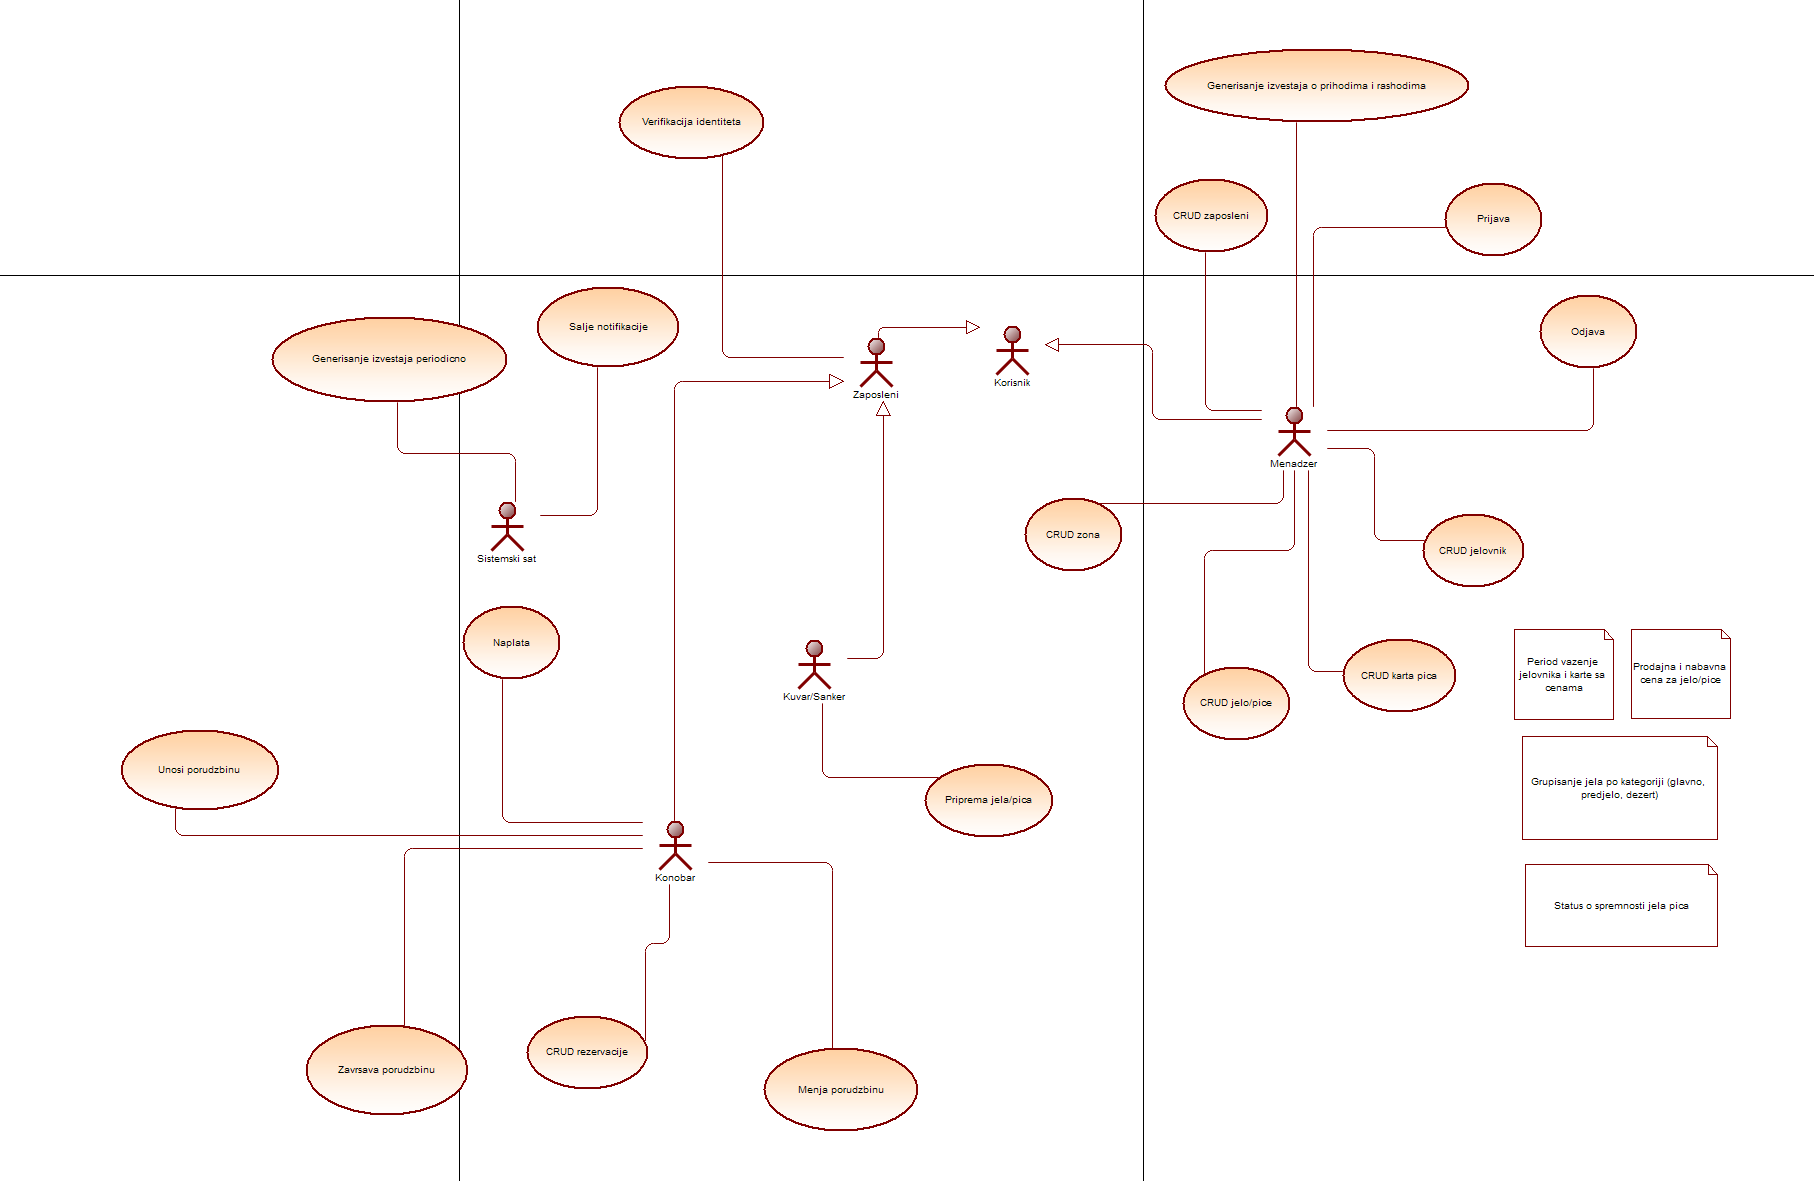 Generisanje izvestaja o prihodima i rashodima
Verifikacija identiteta
CRUD zaposleni
Prijava
Salje notifikacije
Odjava
Generisanje izvestaja periodicno
Zaposleni
Korisnik
Menadzer
CRUD zona
CRUD jelovnik
Sistemski sat
Naplata
Kuvar/Sanker
CRUD jelo/pice
CRUD karta pica
Period vazenje
jelovnika i karte sa
cenama
Prodajna i nabavna
cena za jelo/pice
Unosi porudzbinu
Priprema jela/pica
Grupisanje jela po kategoriji (glavno,
predjelo, dezert)
Konobar
Status o spremnosti jela pica
Zavrsava porudzbinu
CRUD rezervacije
Menja porudzbinu